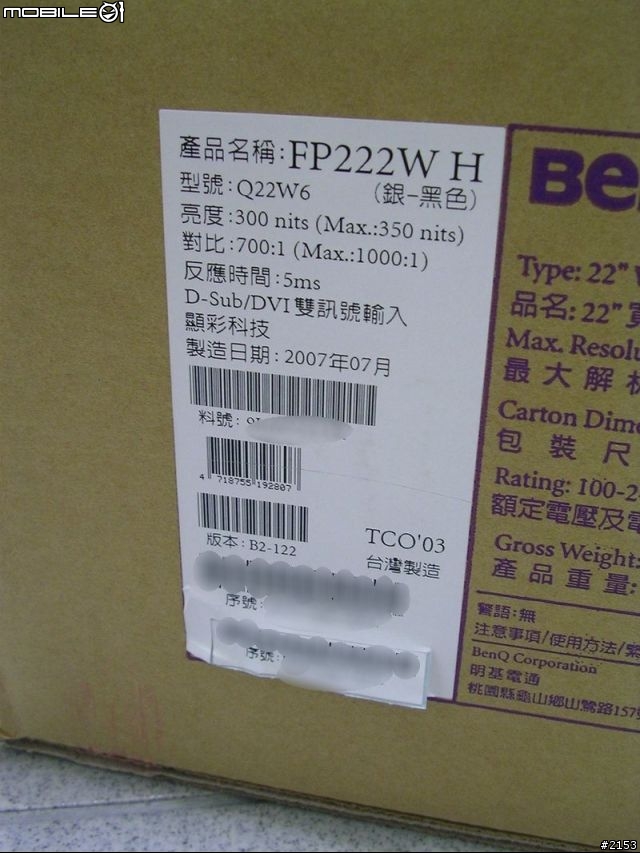 MOBILE01
產品名稱:FP222W H
型號:Q22W6 (銀-黑色)
亮度:300 nits (Max.:350 nits)
對比:700:1 (Max.:1000:1)
反應時間:5ms
D-Sub/DVI 雙訊號輸入
顯彩科技
製造日期: 2007年07月
料號:
4 718755 192807
版本: B2-122
TCO'03
台灣製造
序號:
序號:
Type: 22"
品名: 22"
Max.
最大解
Carton
包裝尺
Rating: 100-2
額定電壓及電
Gross Weight:
產品重量:
警語:無
注意事項/使用方法/緊
BenQ Corporation
明基電通
桃園縣龜山鄉山鶯路157
#2153